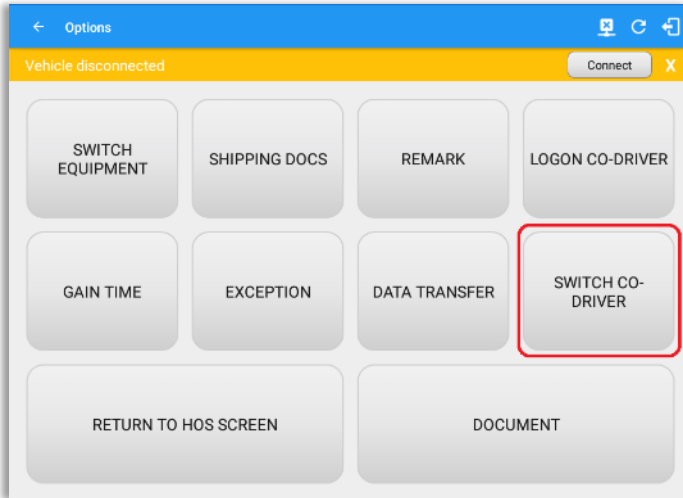 Options
Vehicle disconnected
Connect
X
SWITCH
EQUIPMENT
SHIPPING DOCS
REMARK
LOGON CO-DRIVER
GAIN TIME
EXCEPTION
DATA TRANSFER
SWITCH CO-
DRIVER
RETURN TO HOS SCREEN
DOCUMENT